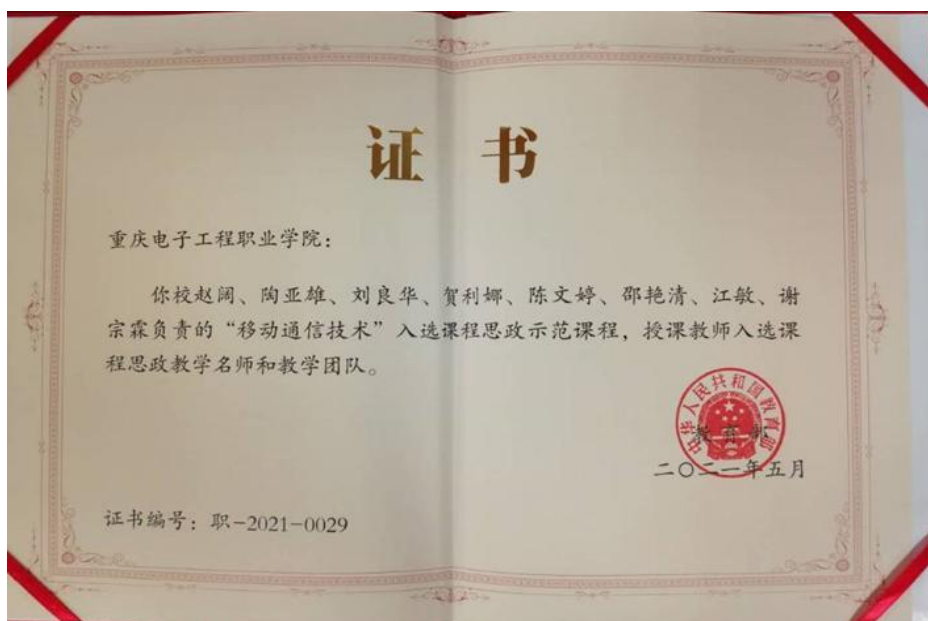 证 书
重庆电子工程职业学院：
你校赵阔、陶亚雄、刘良华、贺利娜、陈文婷、邵艳清、江敏、谢
宗霖负责的“移动通信技术”入选课程思政示范课程，授课教师入选课
程思政教学名师和教学团队。
中华人民共和国教育部
教育部
二〇二一年五月
证书编号：职-2021-0029